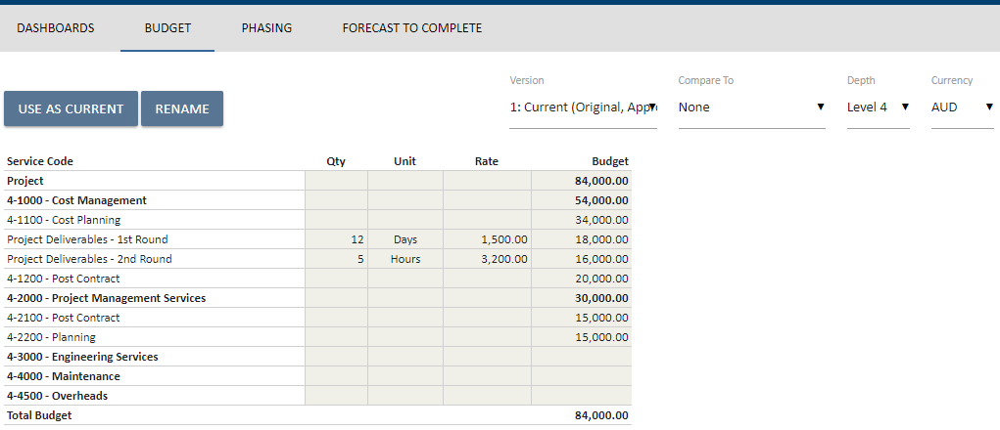 DASHBOARDS BUDGET PHASING FORECAST TO COMPLETE
Version Compare To Depth Currency
USE AS CURRENT RENAME 1: Current (Original, Appr None Level 4 AUD
Service Code Qty Unit Rate Budget
Project 84,000.00
4-1000 - Cost Management 54,000.00
4-1100 - Cost Planning 34,000.00
Project Deliverables - 1st Round 12 Days 1,500.00 18,000.00
Project Deliverables - 2nd Round 5 Hours 3,200.00 16,000.00
4-1200 - Post Contract 20,000.00
4-2000 - Project Management Services 30,000.00
4-2100 - Post Contract 15,000.00
4-2200 - Planning 15,000.00
4-3000 - Engineering Services
4-4000 - Maintenance
4-4500 - Overheads
Total Budget 84,000.00